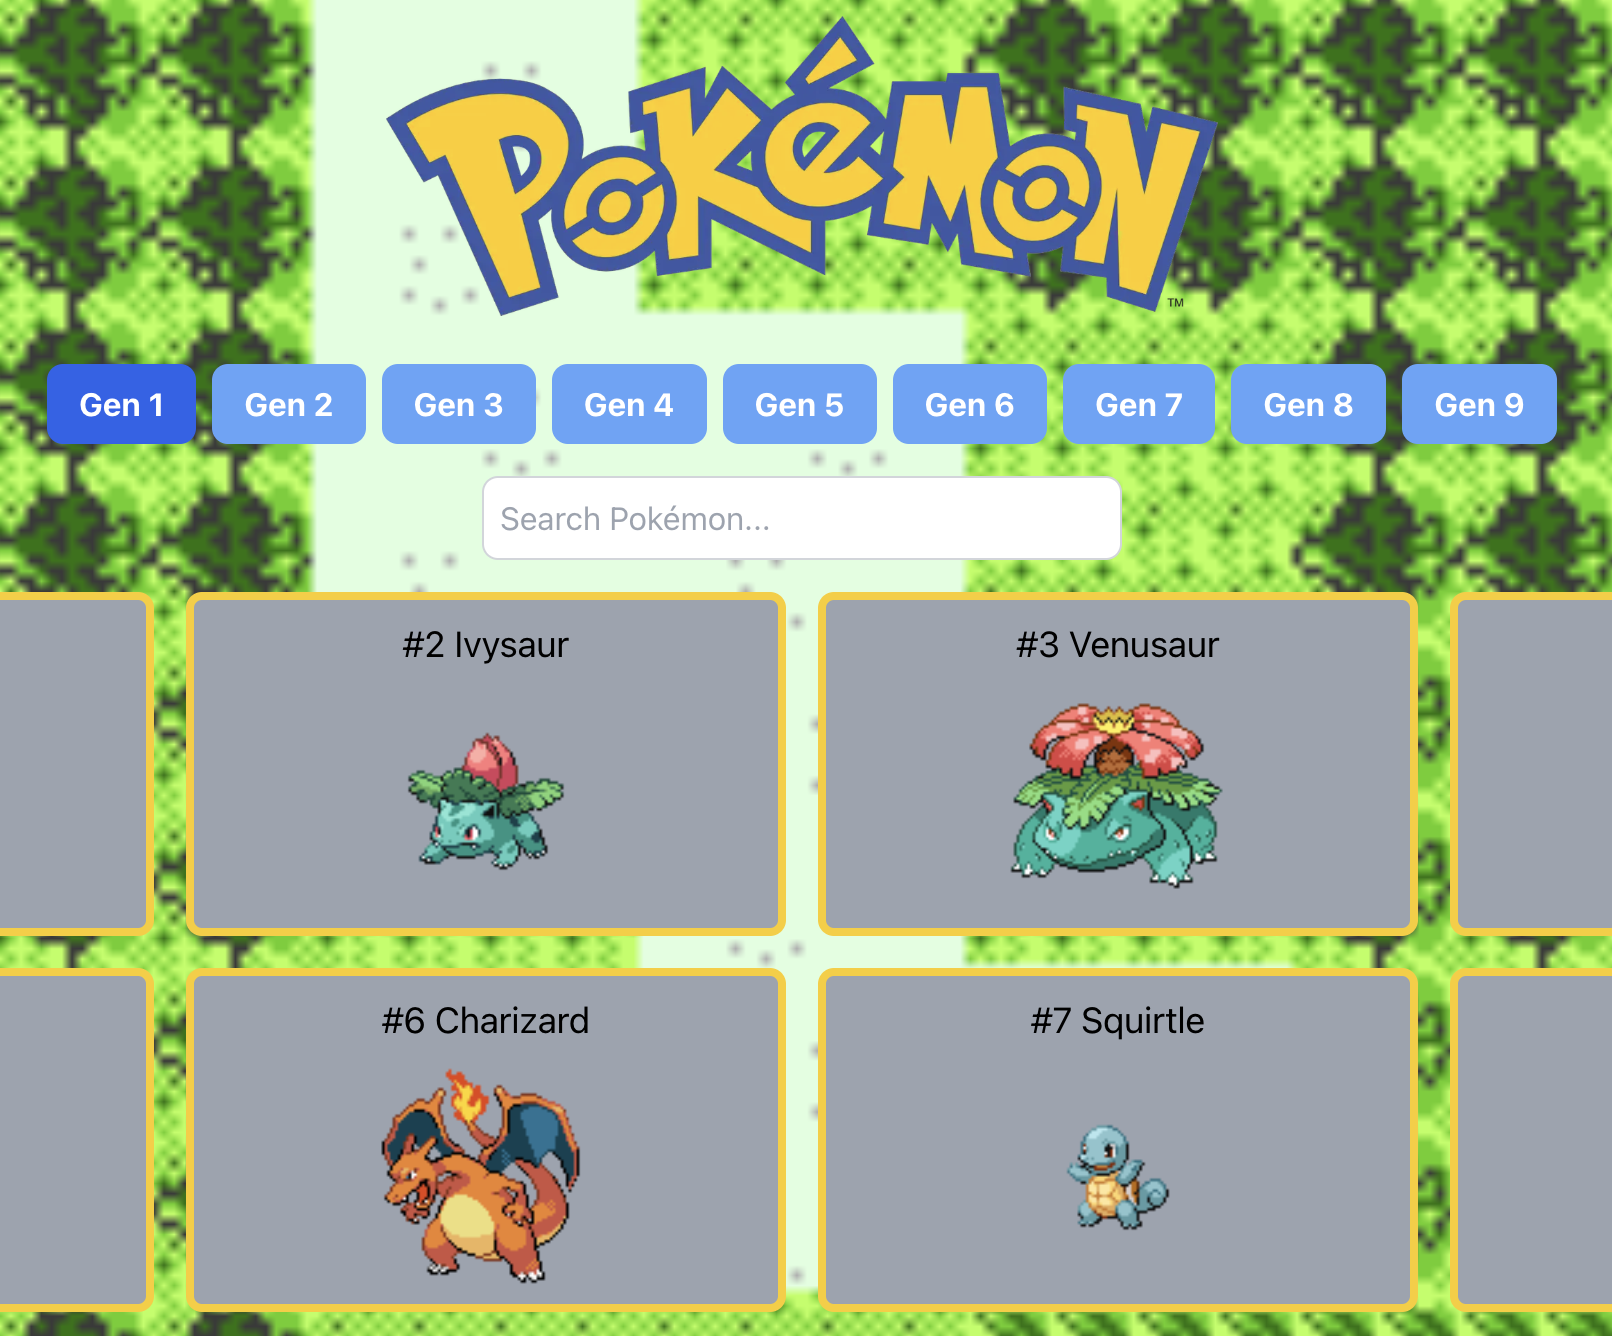 POKéMON
TM
Gen 1
Gen 2
Gen 3
Gen 4
Gen 5
Gen 6
Gen 7
Gen 8
Gen 9
Search Pokémon...
#2 Ivysaur
#3 Venusaur
#6 Charizard
#7 Squirtle